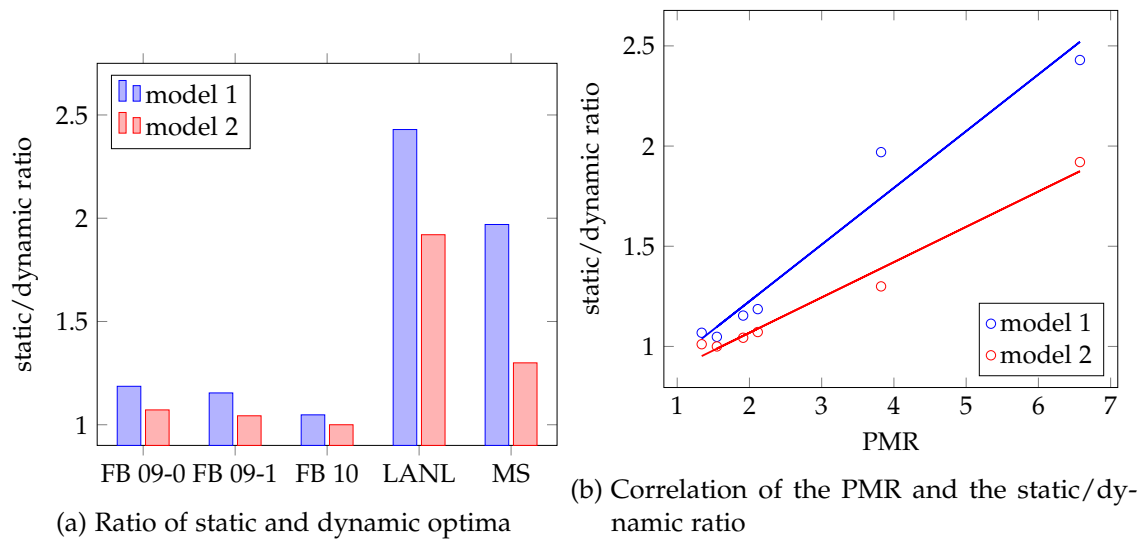 model 1
model 2
static/dynamic ratio
2.5
2
1.5
1
FB 09-0 FB 09-1 FB 10 LANL MS
(a) Ratio of static and dynamic optima
2.5
2
1.5
1
static/dynamic ratio
model 1
model 2
1 2 3 4 5 6 7
PMR
(b) Correlation of the PMR and the static/dy-
namic ratio